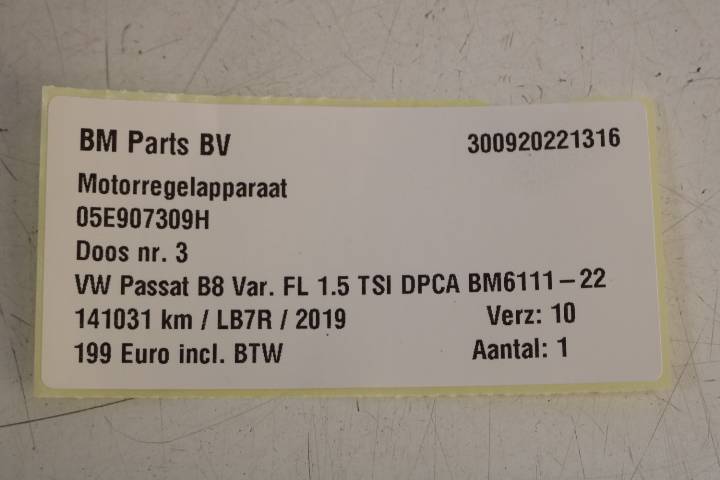 BM Parts BV 300920221316
Motorregelapparaat
05E907309H
Doos nr. 3
VW Passat B8 Var. FL 1.5 TSI DPCA BM6111-22
141031 km / LB7R / 2019 Verz: 10
199 Euro incl. BTW Aantal: 1